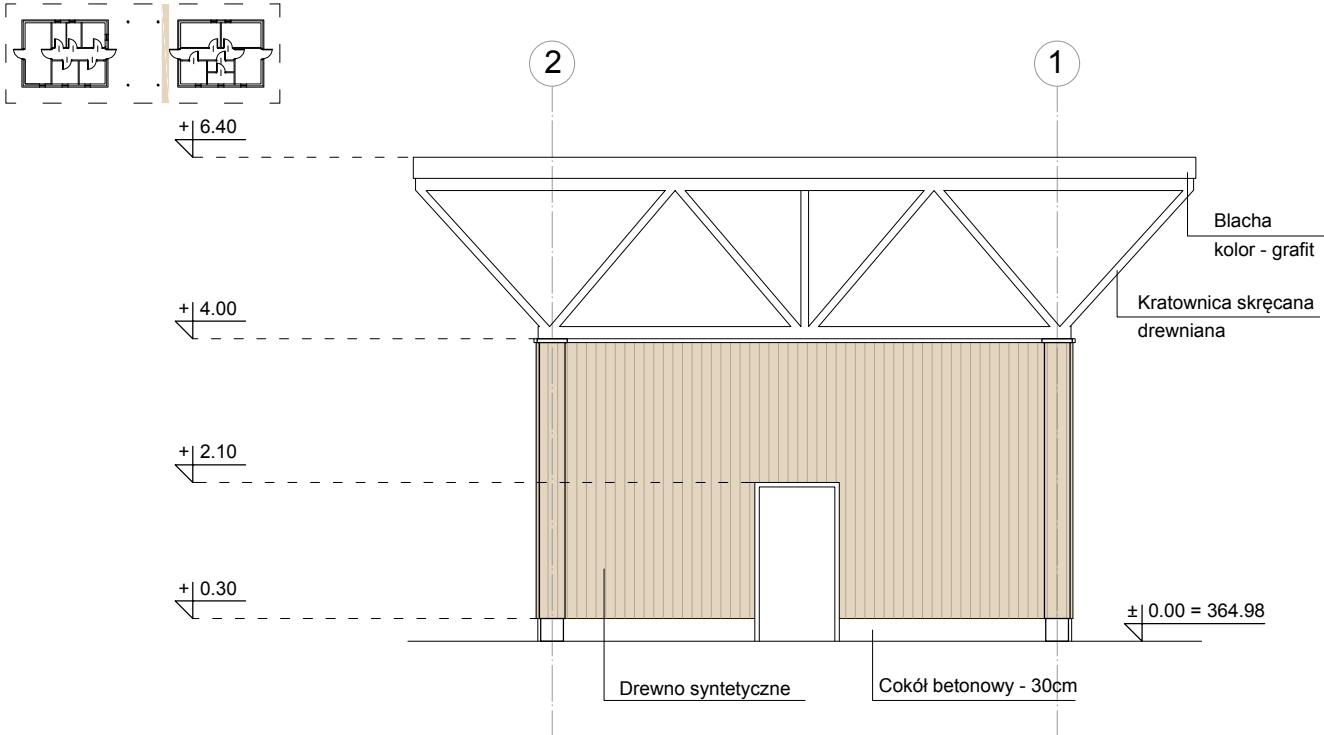 2
1
+ 6.40
Blacha
kolor - grafit
Kratownica skręcana
drewniana
+ 4.00
+ 2.10
+ 0.30
± 0.00 = 364.98
Drewno syntetyczne
Cokół betonowy - 30cm